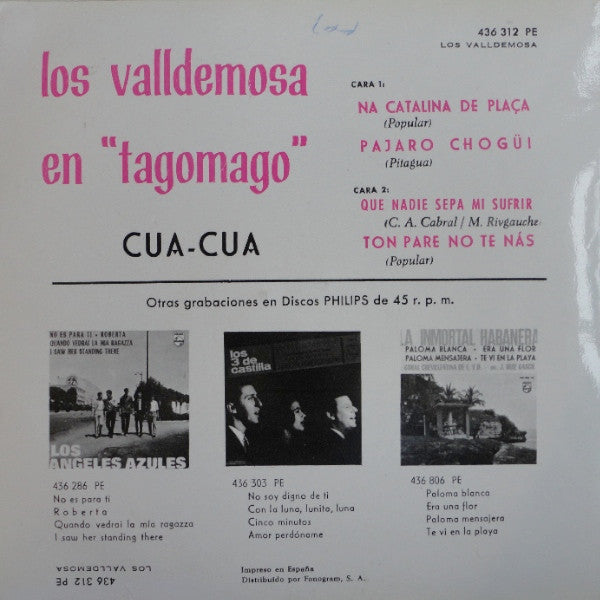 436 312 PE
LOS VALLDEMOSA
los valldemosa
en "tagomago"
CUA-CUA
CARA 1:
NA CATALINA DE PLAÇA
(Popular)
PAJARO CHOGÜI
(Pitagua)
CARA 2:
QUE NADIE SEPA MI SUFRIR
(C. A. Cabral / M. Rivgauche
TON PARE NO TE NÁS
(Popular)
Otras grabaciones en Discos PHILIPS de 45 r. p. m.
NO ES PARA TI - ROBERTA
QUANDO VEDRAI LA MIA RAGAZZA
I SAW HER STANDING THERE
LOS
ANGELES AZULES
436 286 PE
No es para ti
Roberta
Quando vedrai la mia ragazza
I saw her standing there
los
3 de
castilla
436 303 PE
No soy digno de ti
Con la luna, lunita, luna
Cinco minutos
Amor perdóname
LA INMORTAL HABANERA
PALOMA BLANCA - ERA UNA FLOR
PALOMA MENSAJERA - TE VI EN LA PLAYA
436 806 PE
Paloma blanca
Era una flor
Paloma mensajera
Te vi en la playa
LOS VALLDEMOSA
436 312 PE
Impreso en España
Distribuido por Fonogram, S. A.